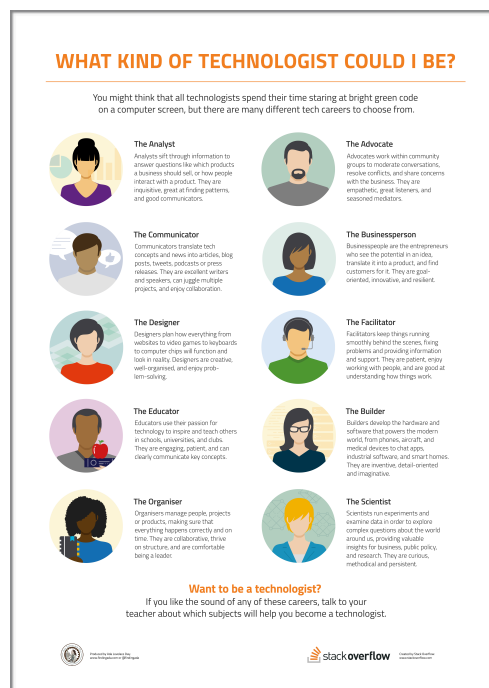 WHAT KIND OF TECHNOLOGIST COULD I BE?
You might think that all technologists spend their time staring at bright green code
on a computer screen, but there are many different tech careers to choose from.
The Analyst
Analysts sift through information to
answer questions like which products
a business should sell, or how people
interact with a product. They are
inquisitive, great at finding patterns,
and good communicators.
The Advocate
Advocates work within community
groups to moderate conversations,
resolve conflicts, and share concerns
with the business. They are
empathetic, great listeners, and
seasoned mediators.
The Communicator
Communicators translate tech
concepts and news into articles, blog
posts, tweets, podcasts or press
releases. They are excellent writers
and speakers, can juggle multiple
projects, and enjoy collaboration.
The Businessperson
Businesspeople are the entrepreneurs
who see the potential in an idea,
translate it into a product, and find
customers for it. They are goal-
oriented, innovative, and resilient.
The Designer
Designers plan how everything from
websites to video games to keyboards
to computer chips will function and
look in reality. Designers are creative,
well-organised, and enjoy prob-
lem-solving.
The Facilitator
Facilitators keep things running
smoothly behind the scenes, fixing
problems and providing information
and support. They are patient, enjoy
working with people, and are good at
understanding how things work.
The Educator
Educators use their passion for
technology to inspire and teach others
in schools, universities, and clubs.
They are engaging, patient, and can
clearly communicate key concepts.
The Builder
Builders develop the hardware and
software that powers the modern
world, from phones, aircraft, and
medical devices to chat apps,
industrial software, and smart homes.
They are inventive, detail-oriented
and imaginative.
The Organiser
Organisers manage people, projects
or products, making sure that
everything happens correctly and on
time. They are collaborative, thrive
on structure, and are comfortable
being a leader.
The Scientist
Scientists run experiments and
examine data in order to explore
complex questions about the world
around us, providing valuable
insights for business, public policy,
and research. They are curious,
methodical and persistent.
Want to be a technologist?
If you like the sound of any of these careers, talk to your
teacher about which subjects will help you become a technologist.
Produced by Ada Lovelace Day
www.findingada.com or @findingada
stackoverflow
Created by Stack Overflow
www.stackoverflow.com